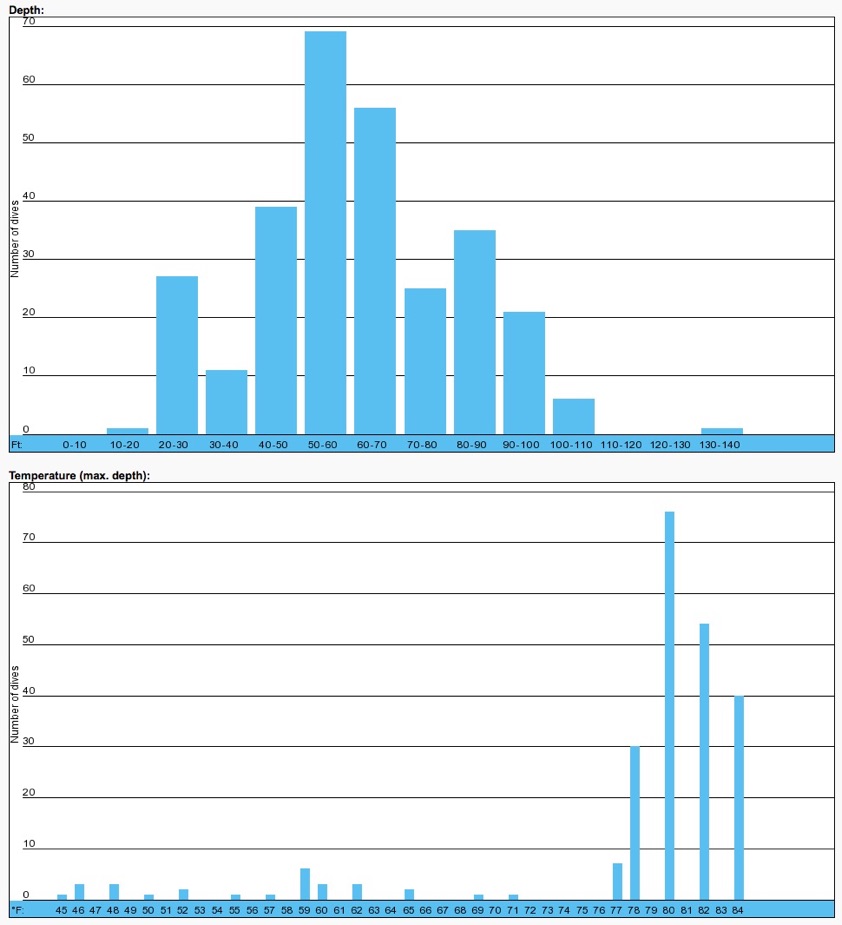 Depth:
70
60
50
40
30
20
10
0
Number of dives
Ft: 0-10 10-20 20-30 30-40 40-50 50-60 60-70 70-80 80-90 90-100 100-110 110-120 120-130 130-140
Temperature (max. depth):
80
70
60
50
40
30
20
10
0
Number of dives
°F: 45 46 47 48 49 50 51 52 53 54 55 56 57 58 59 60 61 62 63 64 65 66 67 68 69 70 71 72 73 74 75 76 77 78 79 80 81 82 83 84